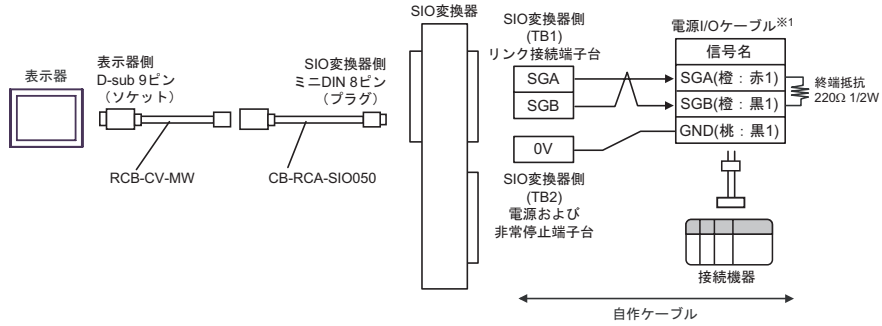 表示器
表示器側
D-sub 9ピン
（ソケット）
RCB-CV-MW
SIO変換器側
ミニDIN 8ピン
（プラグ）
CB-RCA-SIO050
SIO変換器
SIO変換器側
(TB1)
リンク接続端子台
SGA
SGB
0V
SIO変換器側
(TB2)
電源および
非常停止端子台
電源I/Oケーブル※1
信号名
SGA(橙：赤1)
SGB(橙：黒1)
GND(桃：黒1)
終端抵抗
220Ω 1/2W
接続機器
自作ケーブル